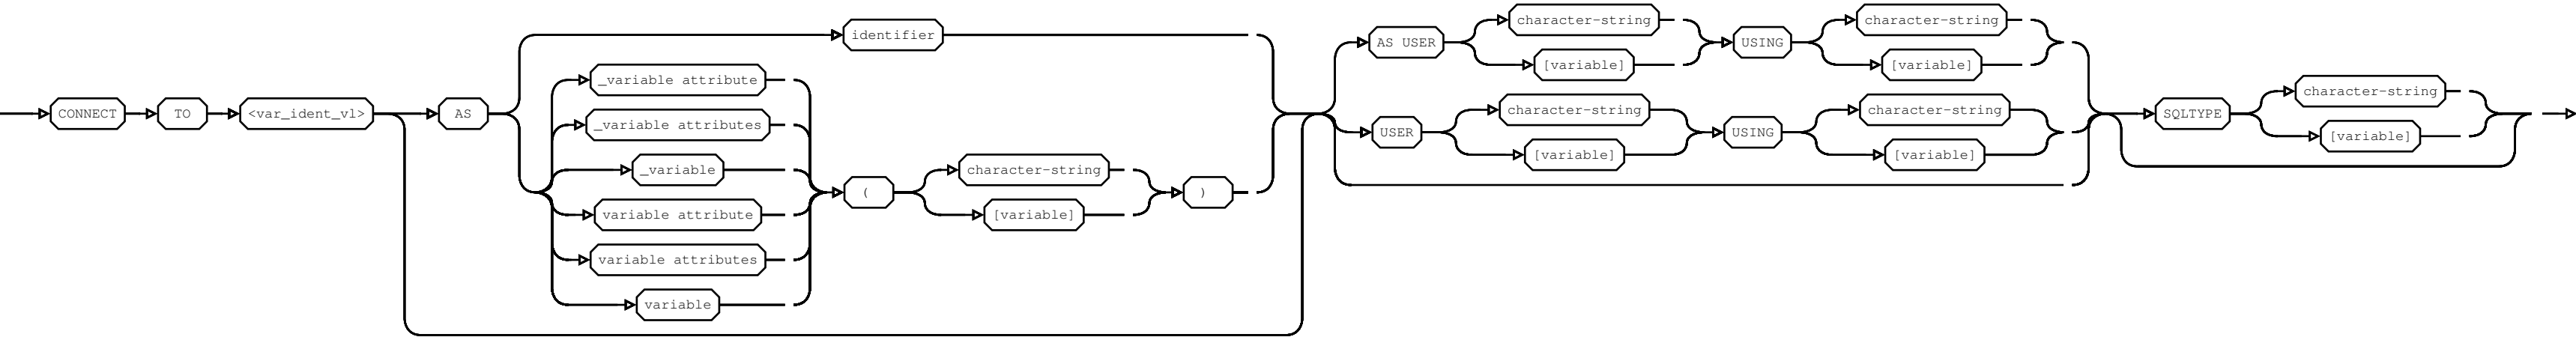 CONNECT
TO
<var_ident_vl>
AS
identifier
_variable attribute
_variable attributes
_variable
variable attribute
variable attributes
variable
(
character-string
[variable]
)
AS USER
character-string
[variable]
USING
character-string
[variable]
USER
character-string
[variable]
USING
character-string
[variable]
SQLTYPE
character-string
[variable]